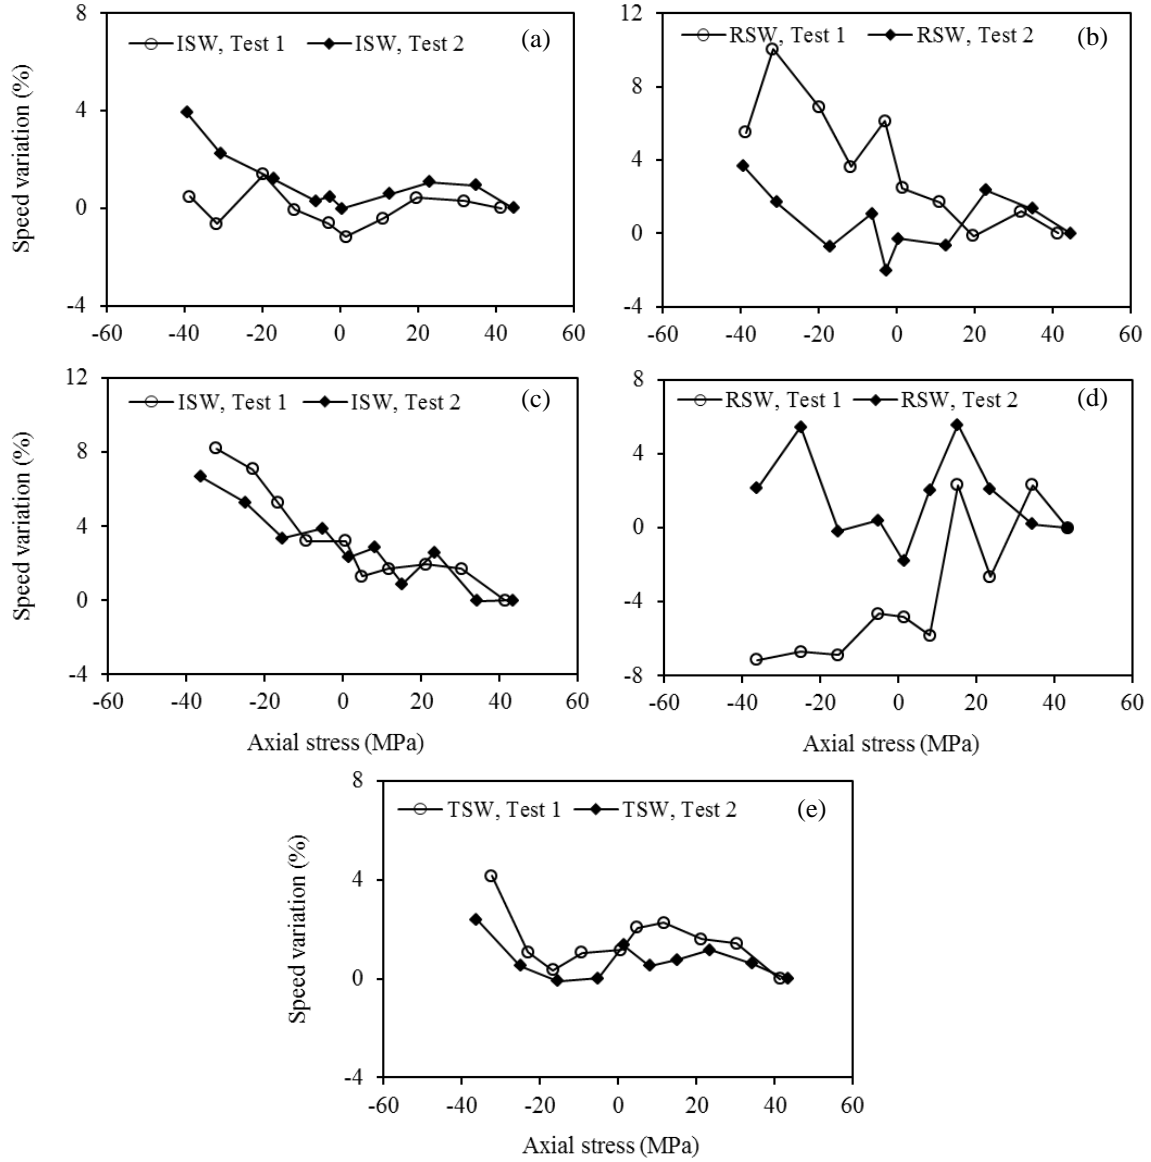 8
4
0
-4
Speed variation (%)
ISW, Test 1 ISW, Test 2 (a)
-60 -40 -20 0 20 40 60
12
8
4
0
-4
RSW, Test 1 RSW, Test 2 (b)
-60 -40 -20 0 20 40 60
12
8
4
0
-4
Speed variation (%)
ISW, Test 1 ISW, Test 2 (c)
-60 -40 -20 0 20 40 60
Axial stress (MPa)
8
4
0
-4
-8
RSW, Test 1 RSW, Test 2 (d)
-60 -40 -20 0 20 40 60
Axial stress (MPa)
8
4
0
-4
Speed variation (%)
TSW, Test 1 TSW, Test 2 (e)
-60 -40 -20 0 20 40 60
Axial stress (MPa)